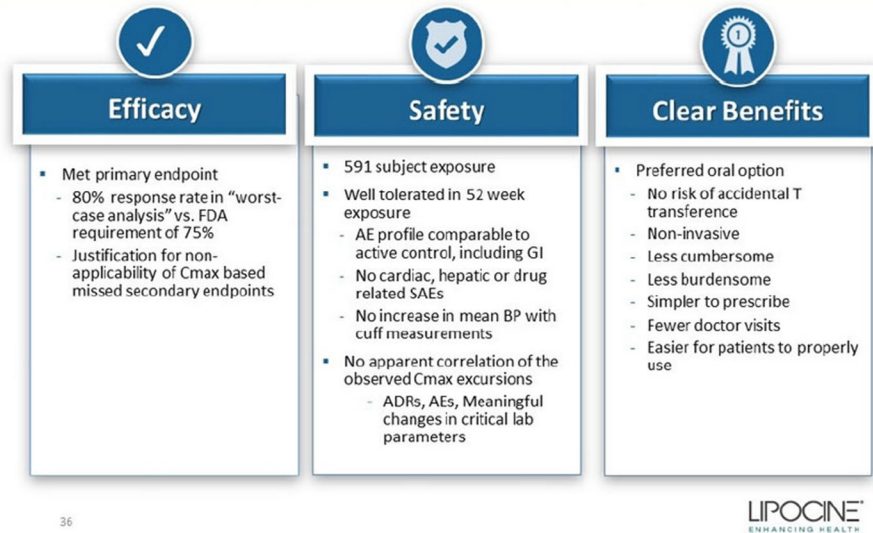 1
Efficacy
Safety
Clear Benefits
▪ Met primary endpoint
- 80% response rate in “worst-
case analysis” vs. FDA
requirement of 75%
- Justification for non-
applicability of Cmax based
missed secondary endpoints
▪ 591 subject exposure
▪ Well tolerated in 52 week
exposure
- AE profile comparable to
active control, including GI
- No cardiac, hepatic or drug
related SAEs
- No increase in mean BP with
cuff measurements
▪ No apparent correlation of the
observed Cmax excursions
- ADRs, AEs, Meaningful
changes in critical lab
parameters
▪ Preferred oral option
- No risk of accidental T
transference
- Non-invasive
- Less cumbersome
- Less burdensome
- Simpler to prescribe
- Fewer doctor visits
- Easier for patients to properly
use
36
LIPOCINE
ENHANCING HEALTH